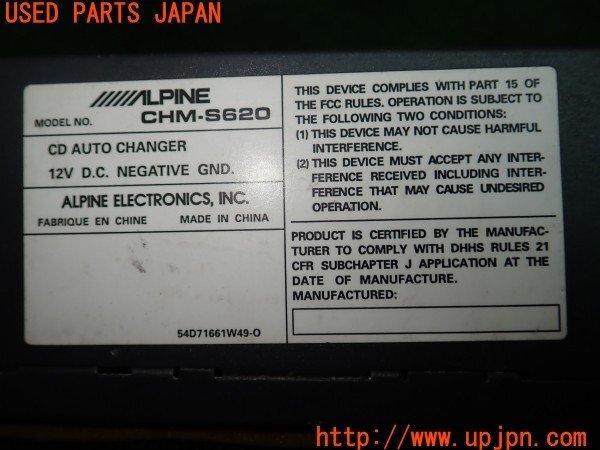 USED PARTS JAPAN
ALPINE
MODEL NO. CHM-S620
CD AUTO CHANGER
12V D.C. NEGATIVE GND.
ALPINE ELECTRONICS, INC.
FABRIQUE EN CHINE MADE IN CHINA
54D71661W49-O
THIS DEVICE COMPLIES WITH PART 15 OF
THE FCC RULES. OPERATION IS SUBJECT TO
THE FOLLOWING TWO CONDITIONS:
(1) THIS DEVICE MAY NOT CAUSE HARMFUL
INTERFERENCE.
(2) THIS DEVICE MUST ACCEPT ANY INTER-
FERENCE RECEIVED INCLUDING INTER-
FERENCE THAT MAY CAUSE UNDESIRED
OPERATION.
PRODUCT IS CERTIFIED BY THE MANUFAC-
TURER TO COMPLY WITH DHHS RULES 21
CFR SUBCHAPTER J APPLICATION AT THE
DATE OF MANUFACTURE.
MANUFACTURED:
http://www.upjpn.com/